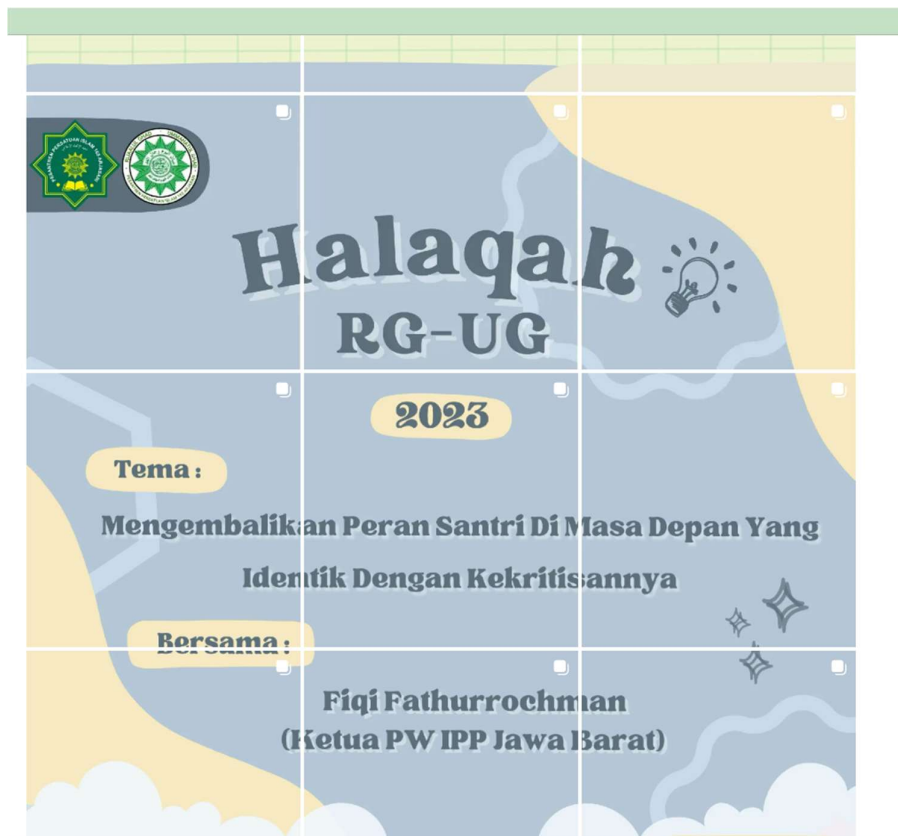 Halaqah
RG-UG
2023
Tema :
Mengembalikan Peran Santri Di Masa Depan Yang
Identik Dengan Kekritisannya
Bersama :
Fiqi Fathurrochman
(Ketua PW IPP Jawa Barat)